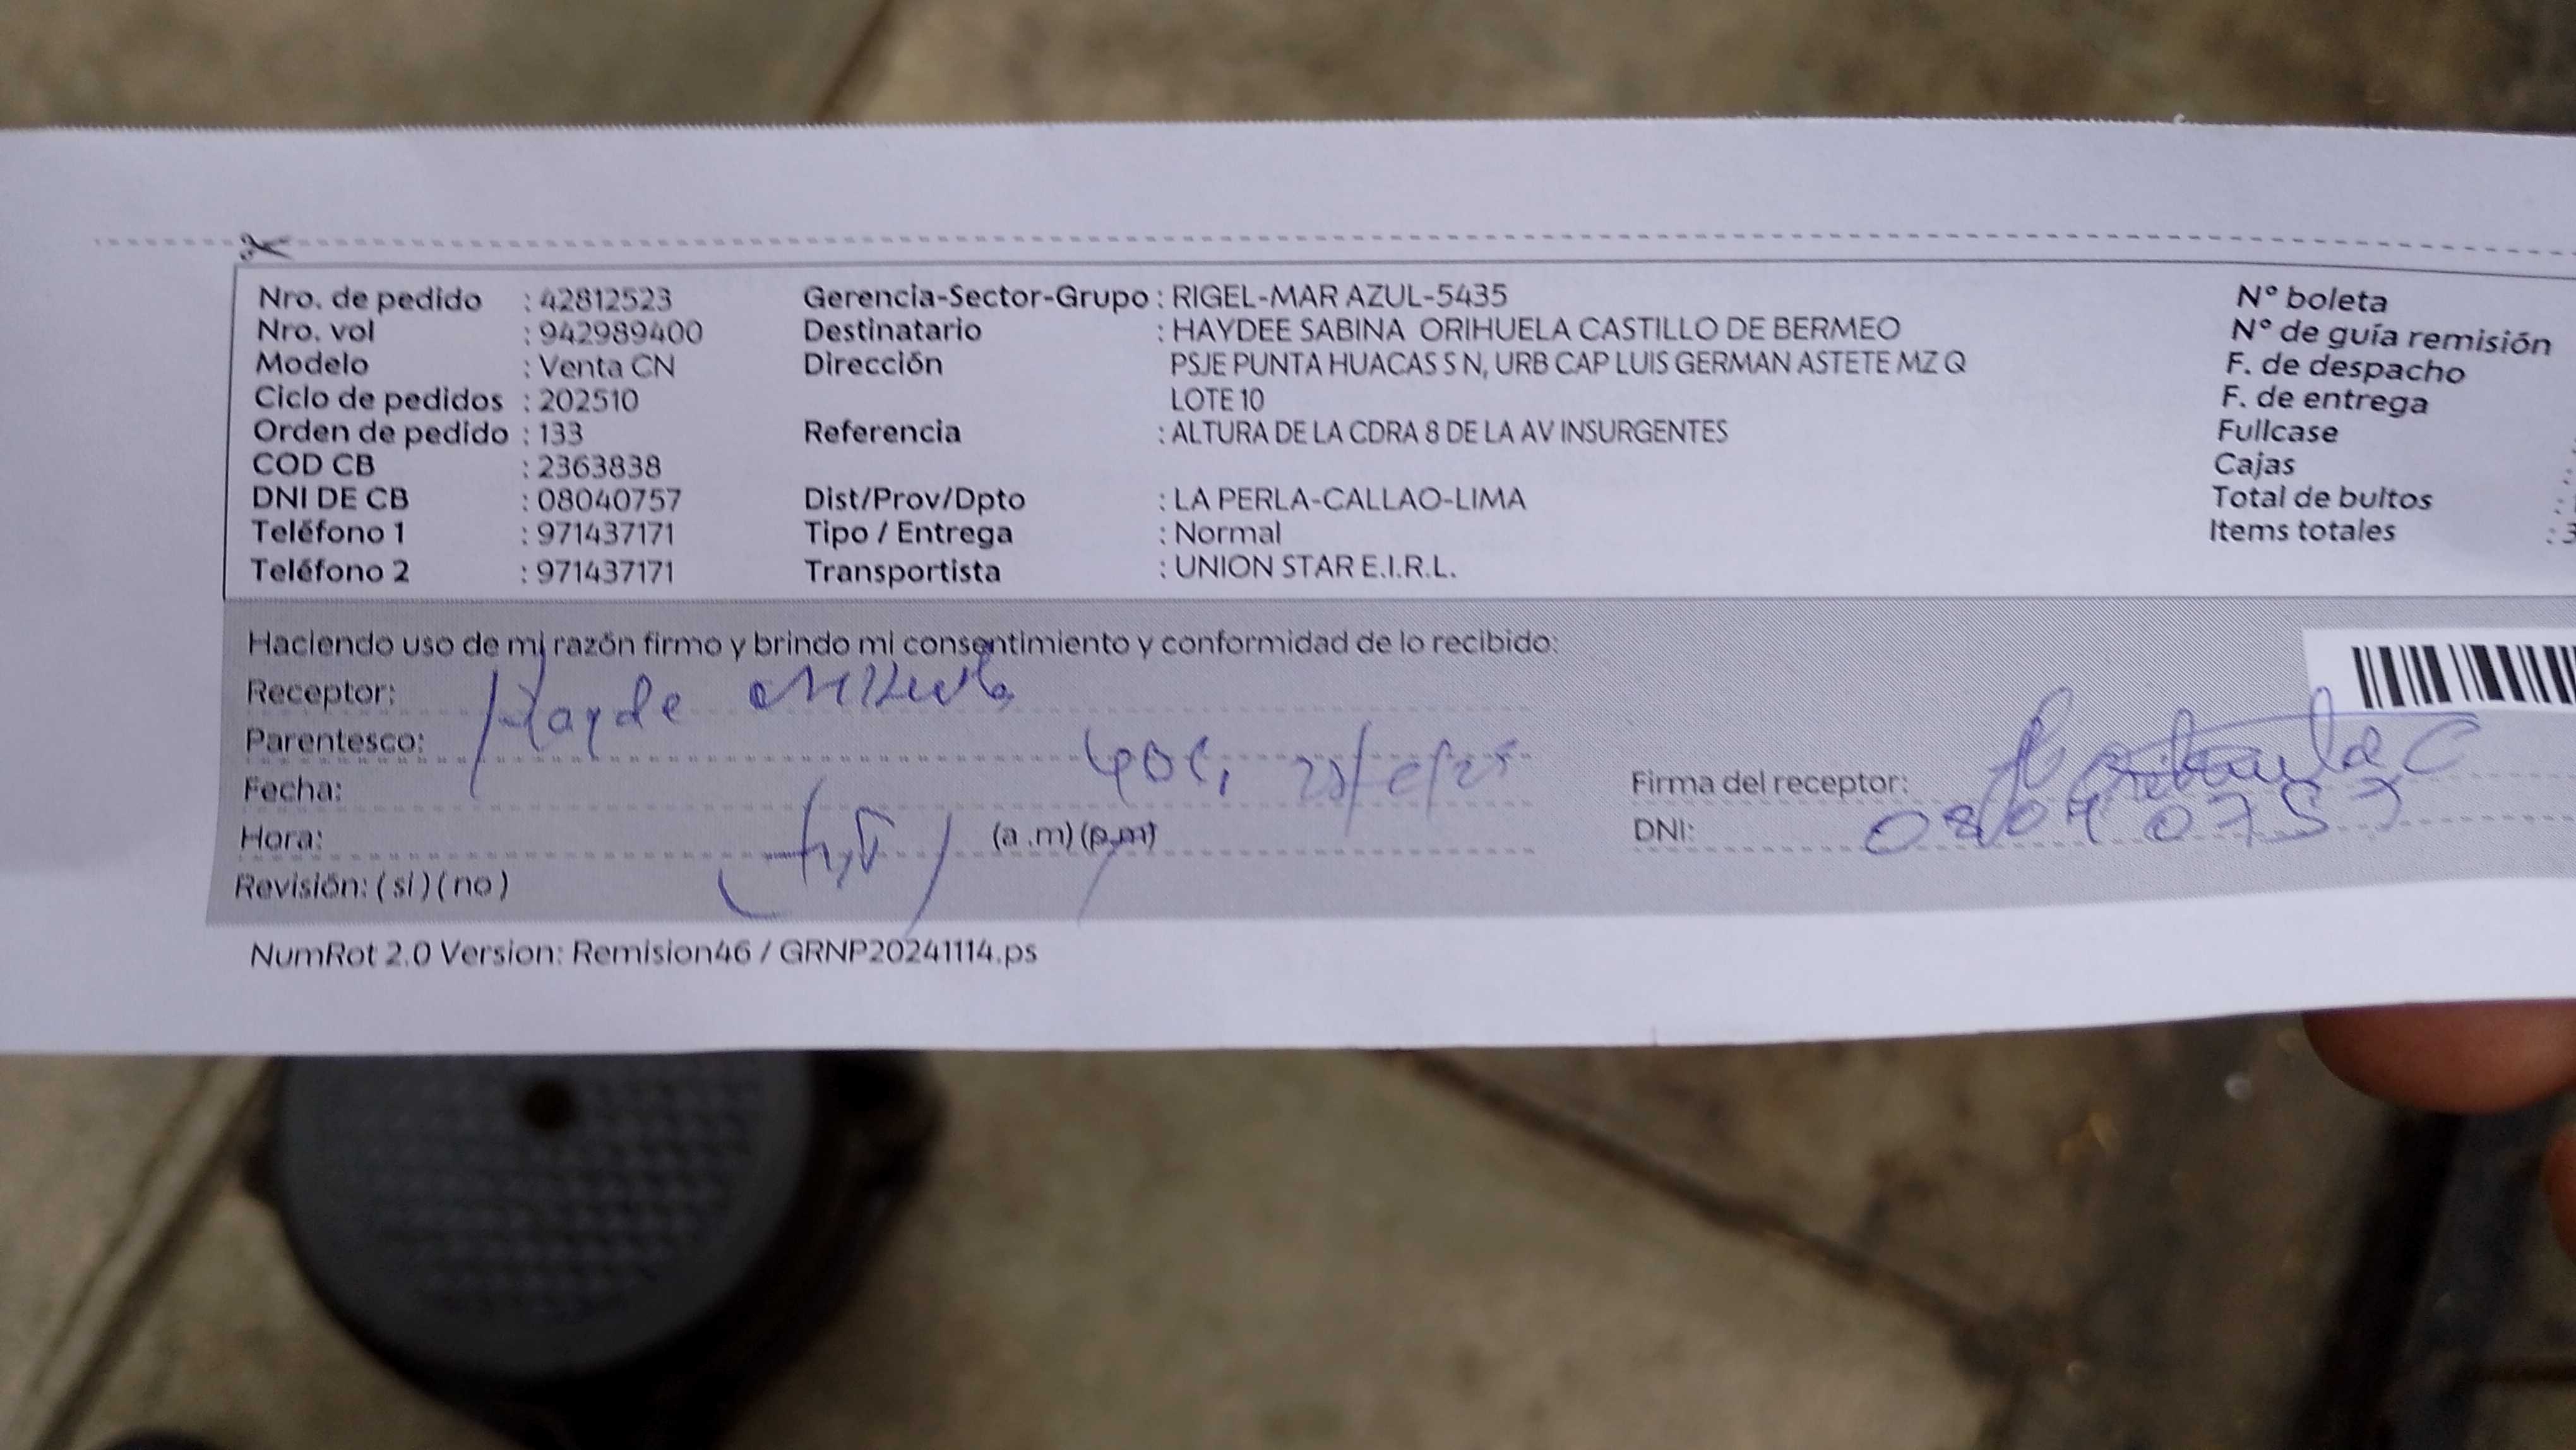 Nro. de pedido : 42812523 Gerencia-Sector-Grupo : RIGEL-MAR AZUL-5435 N° boleta
Nro. vol : 942989400 Destinatario : HAYDEE SABINA ORIHUELA CASTILLO DE BERMEO N° de guía remisión
Modelo : Venta CN Dirección PSJE PUNTA HUACAS S N, URB CAP LUIS GERMAN ASTETE MZ Q F. de despacho
Ciclo de pedidos : 202510 LOTE 10 F. de entrega
Orden de pedido : 133 Referencia : ALTURA DE LA CDRA 8 DE LA AV INSURGENTES Fullcase
COD CB : 2363838 Cajas :
DNI DE CB : 08040757 Dist/Prov/Dpto : LA PERLA-CALLAO-LIMA Total de bultos :
Teléfono 1 : 971437171 Tipo / Entrega : Normal Items totales : 3
Teléfono 2 : 971437171 Transportista : UNION STAR E.I.R.L.
Haciendo uso de mi razón firmo y brindo mi consentimiento y conformidad de lo recibido:
Receptor: Hayde
Parentesco:
Fecha: Firma del receptor:
Hora: (a .m) (p.m) DNI: 08040757
Revisión: ( si ) ( no )
NumRot 2.0 Version: Remision46 / GRNP20241114.ps